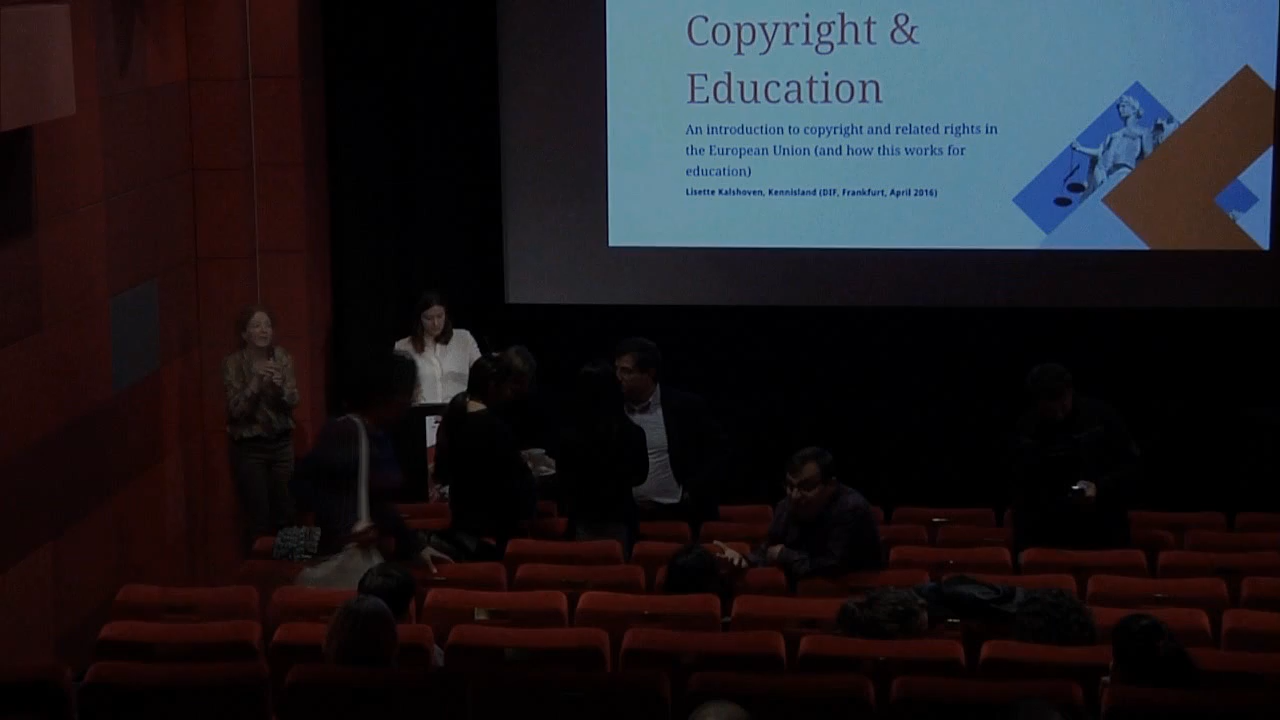 Copyright &
Education
An introduction to copyright and related rights in
the European Union (and how this works for
education)
Lisette Kalshoven, Kennisland (DIF, Frankfurt, April 2016)